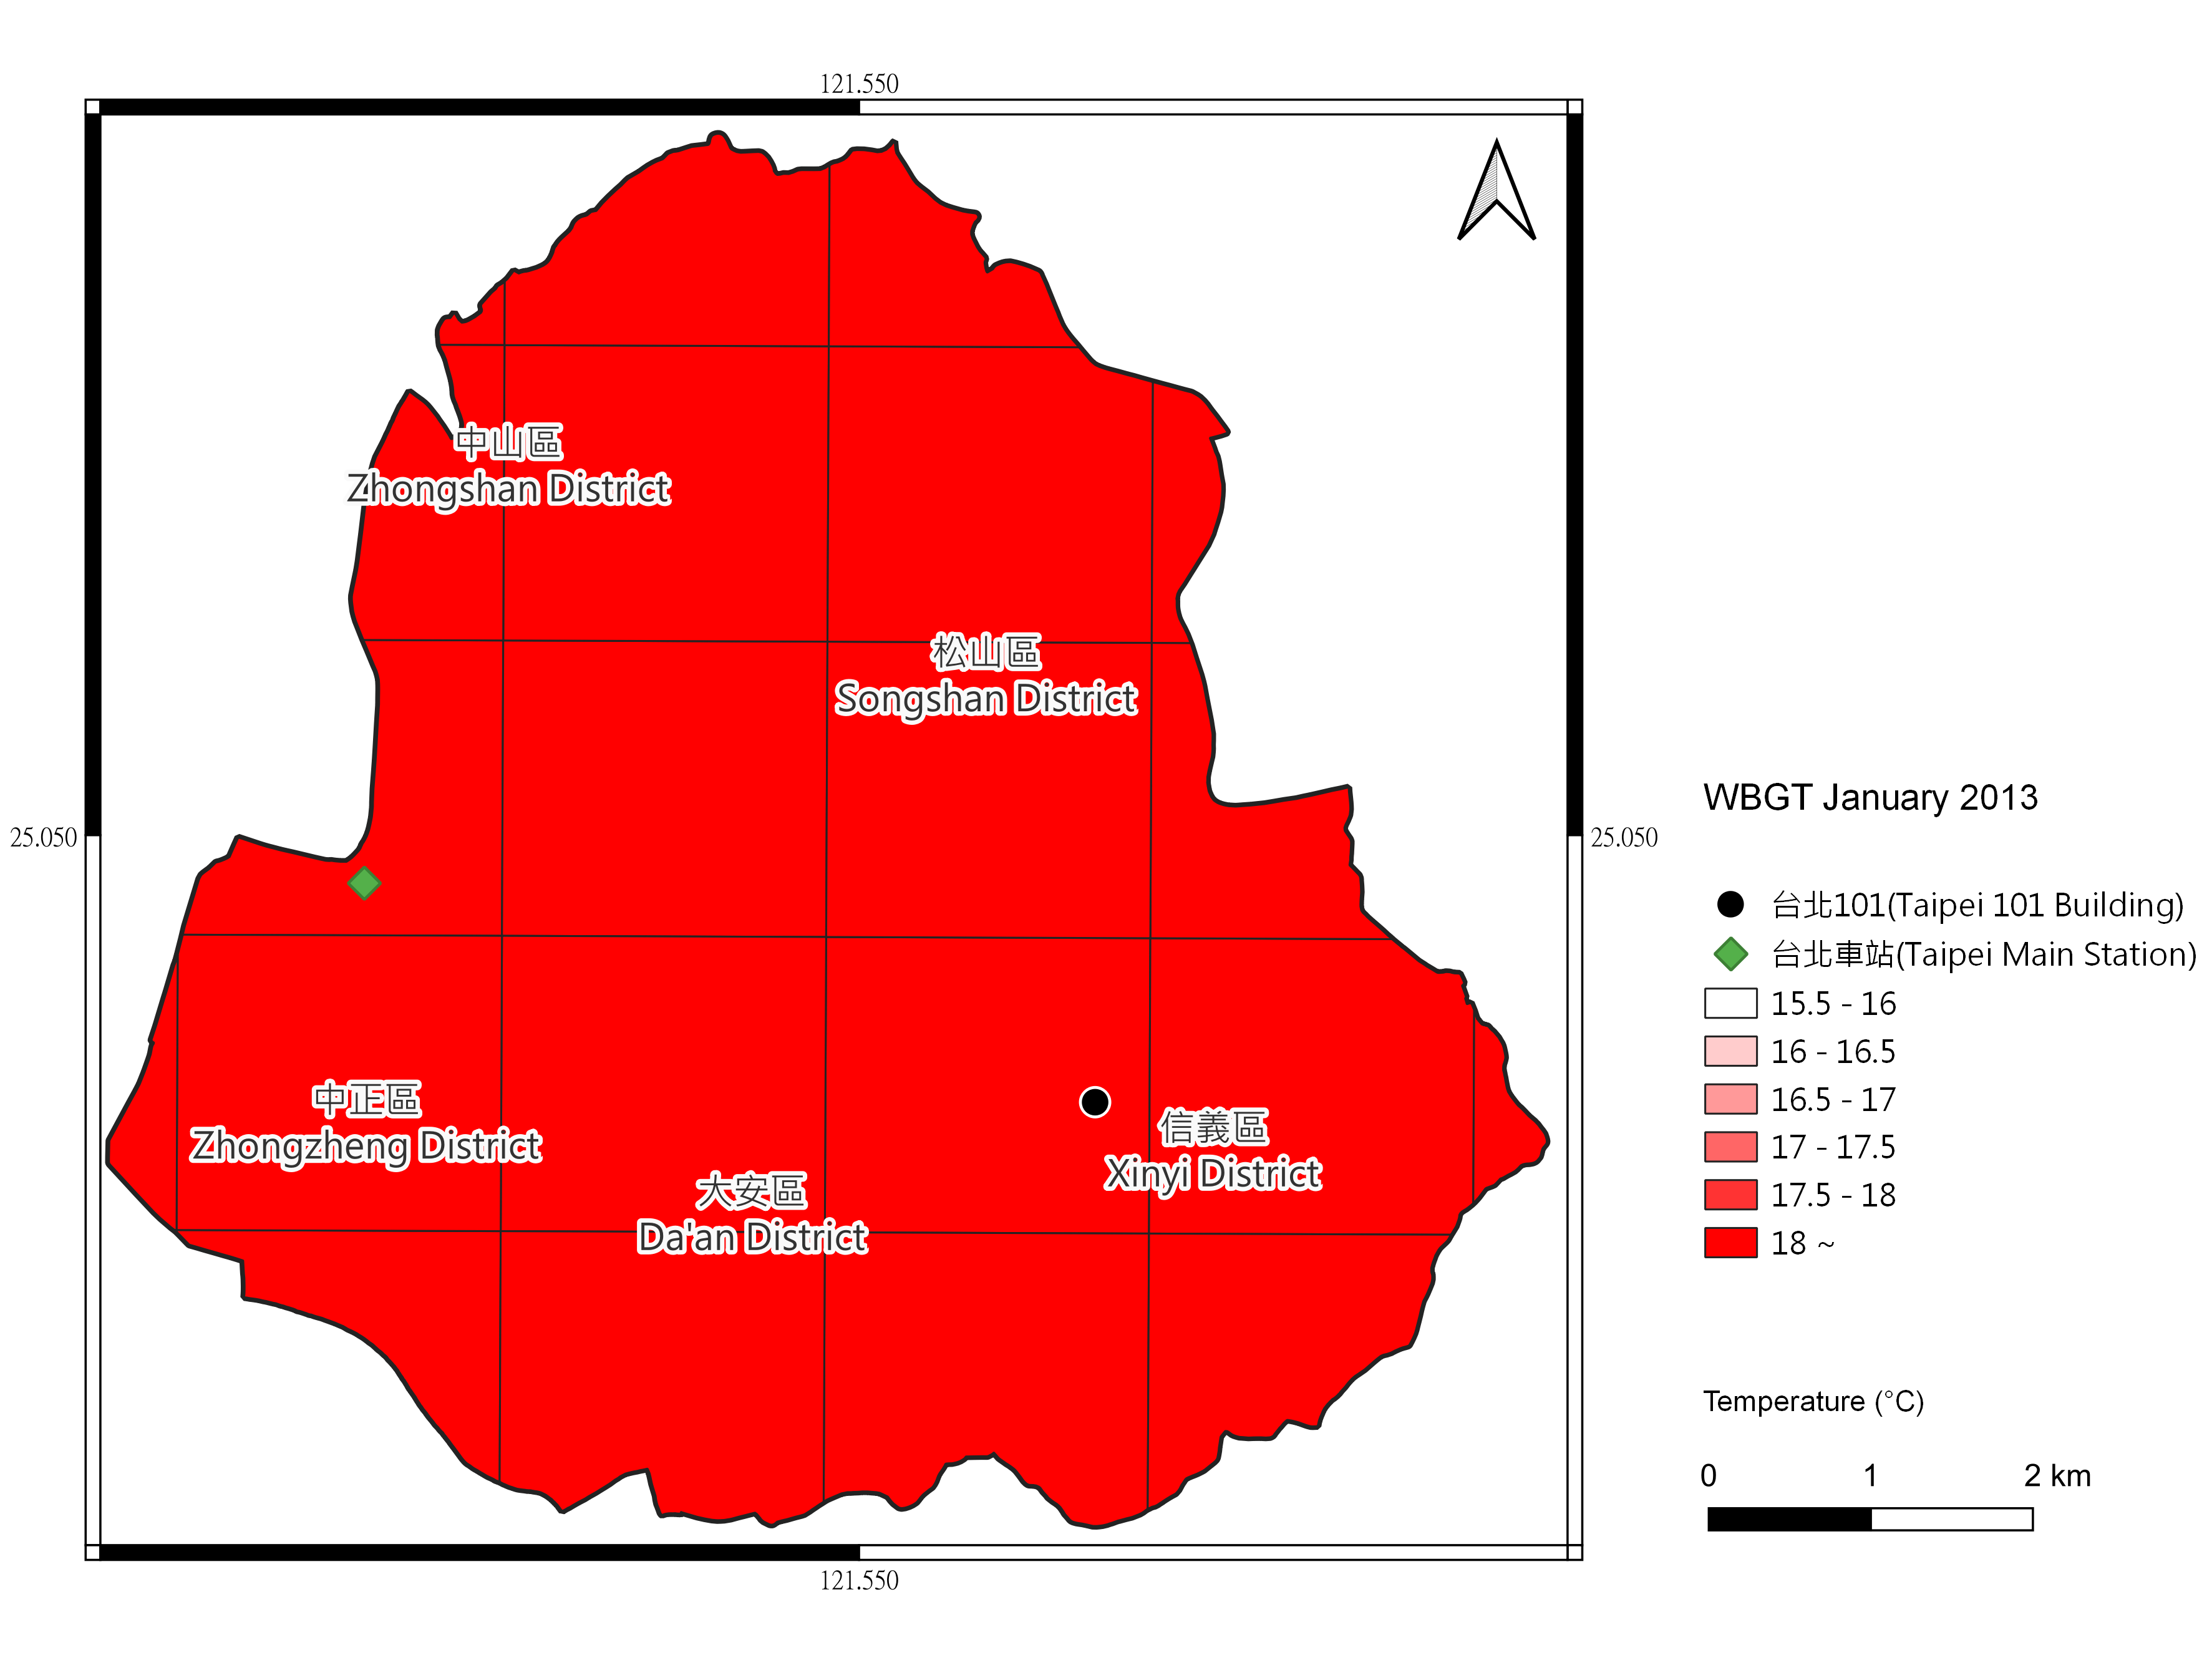 121.550
中山區
Zhongshan District
松山區
Songshan District
25.050
25.050
中正區
Zhongzheng District
大安區
Da'an District
信義區
Xinyi District
121.550
WBGT January 2013
台北101(Taipei 101 Building)
台北車站(Taipei Main Station)
15.5 - 16
16 - 16.5
16.5 - 17
17 - 17.5
17.5 - 18
18 ~
Temperature (°C)
0 1 2 km